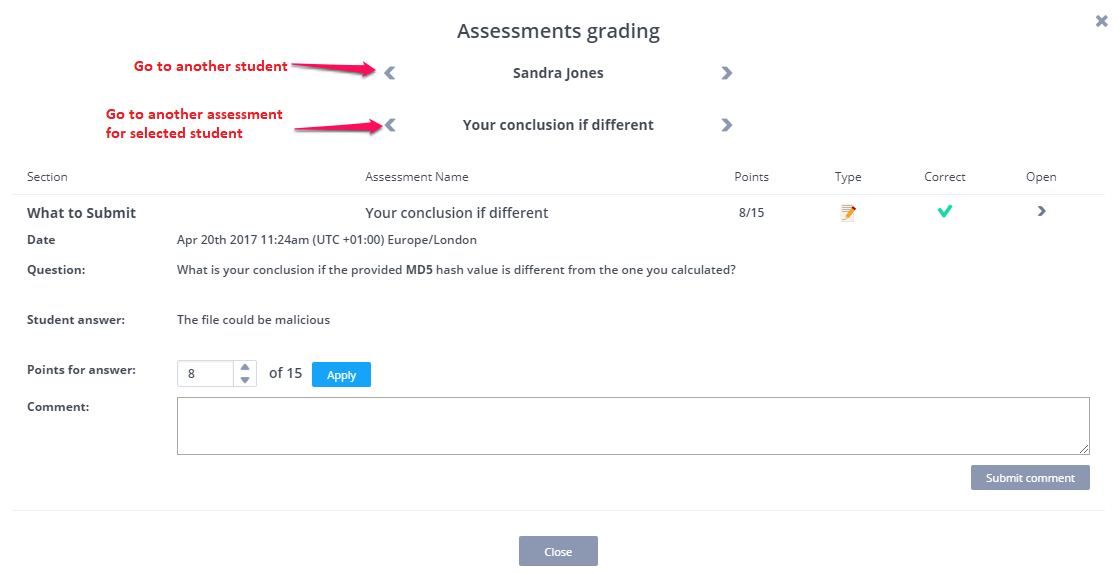 Assessments grading
Go to another student
Sandra Jones
Go to another assessment
for selected student
Your conclusion if different
Section Assessment Name Points Type Correct Open
What to Submit Your conclusion if different 8/15
Date Apr 20th 2017 11:24am (UTC +01:00) Europe/London
Question: What is your conclusion if the provided MD5 hash value is different from the one you calculated?
Student answer: The file could be malicious
Points for answer: 8 of 15 Apply
Comment:
Submit comment
Close